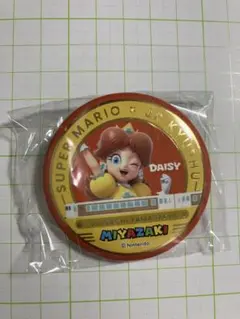 SUPER MARIO × JR KYUSHU
DAISY
MIYAZAKI
© Nintendo